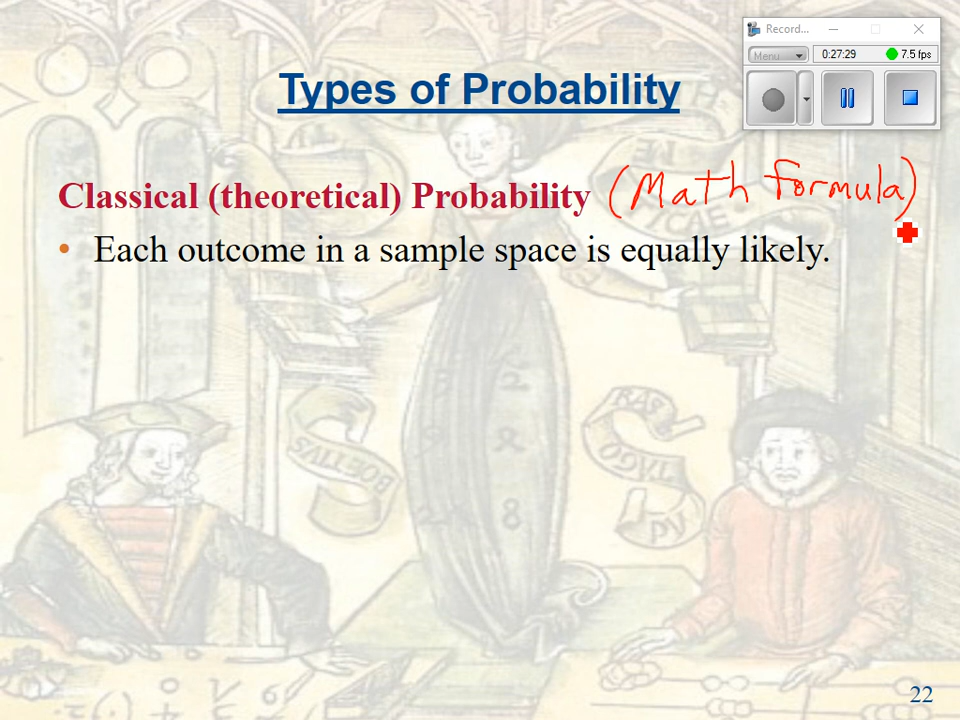 Record...
Menu
0:27:29
7.5 fps
Types of Probability
Classical (theoretical) Probability (Math formula)
• Each outcome in a sample space is equally likely.
BOETIVE
22